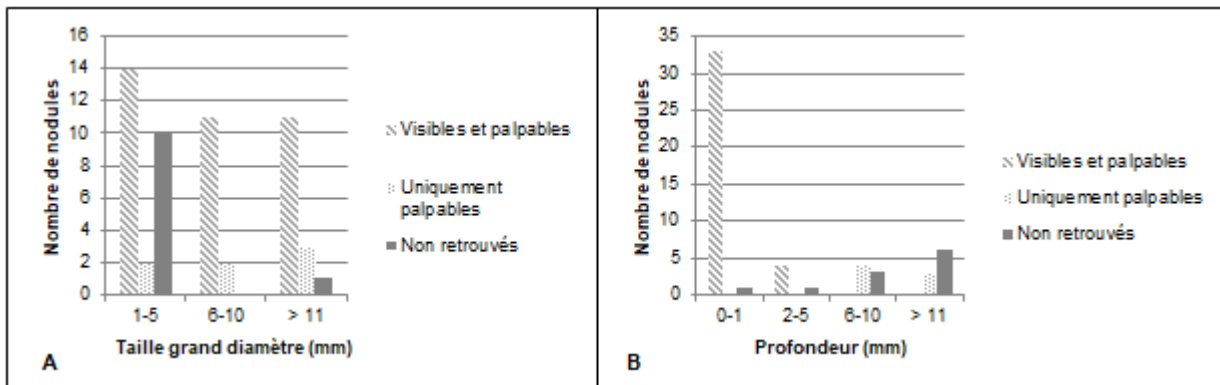 Nombre de nodules
16
14
12
10
8
6
4
2
0
1-5 6-10 > 11
Taille grand diamètre (mm)
Visibles et palpables
Uniquement
palpables
Non retrouvés
A
Nombre de nodules
35
30
25
20
15
10
5
0
0-1 2-5 6-10 > 11
Profondeur (mm)
Visibles et palpables
Uniquement palpables
Non retrouvés
B